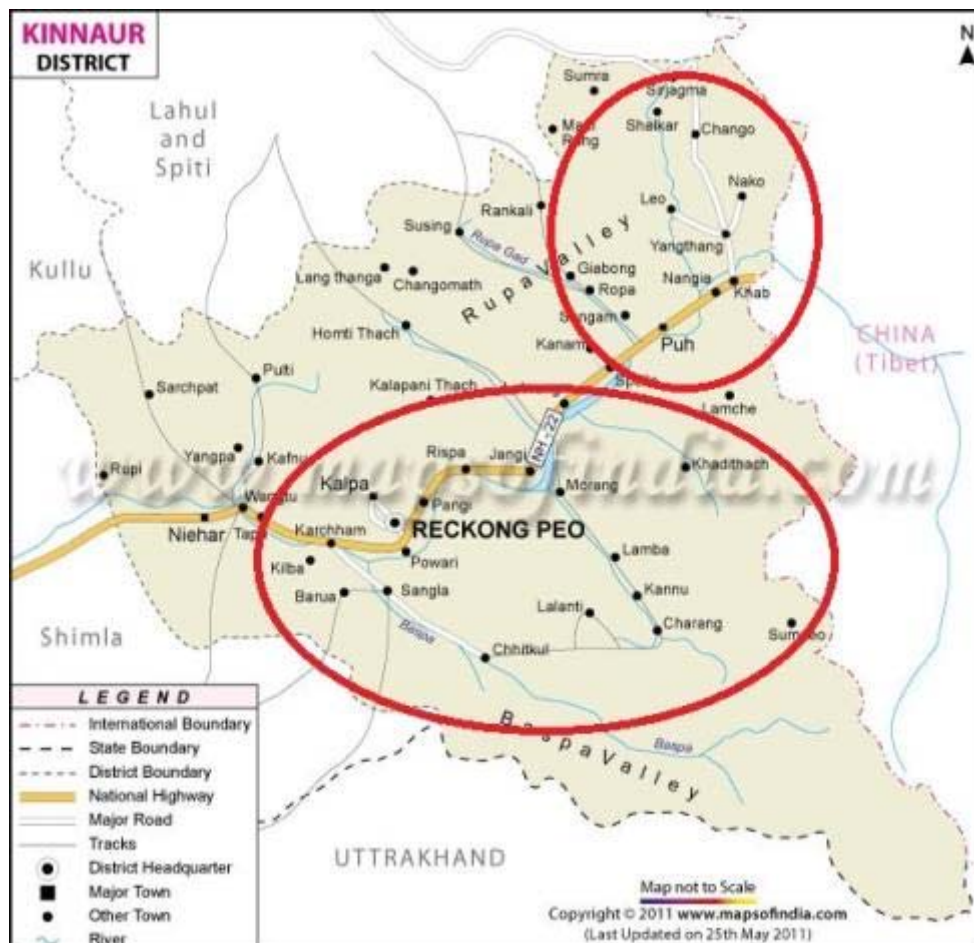 KINNAUR
DISTRICT
N
Lahul
and
Spiti
Sumra
Sirjagma
Shalkar
Chango
Nako
Leo
Rankali
Susing
Yangthang
Rupa Gad
Rupa Valley
Kullu
Lang thanga
Changomath
Giabong
Ropa
Nangia
Khab
Homti Thach
Kanam
Puh
CHINA
(Tibet)
Pulti
Sarchpat
Kalapani Thach
Lamche
NH - 22
Yangpa
Kafnu
Rispa
Jangi
Khadithach
www.mapsofindia.com
Rupi
Kalpa
Morang
Pangi
Wangtu
RECKONG PEO
Niehar
Karchham
Tapri
Kilba
Powari
Lamba
Barua
Sangla
Kannu
Lalanti
Shimla
Baspa
Charang
Chhitkul
LEGEND
International Boundary
State Boundary
District Boundary
National Highway
Major Road
Tracks
District Headquarter
Major Town
Other Town
River
Baspa Valley
Baspa
UTTRAKHAND
Map not to Scale
Copyright © 2011 www.mapsofindia.com
(Last Updated on 25th May 2011)